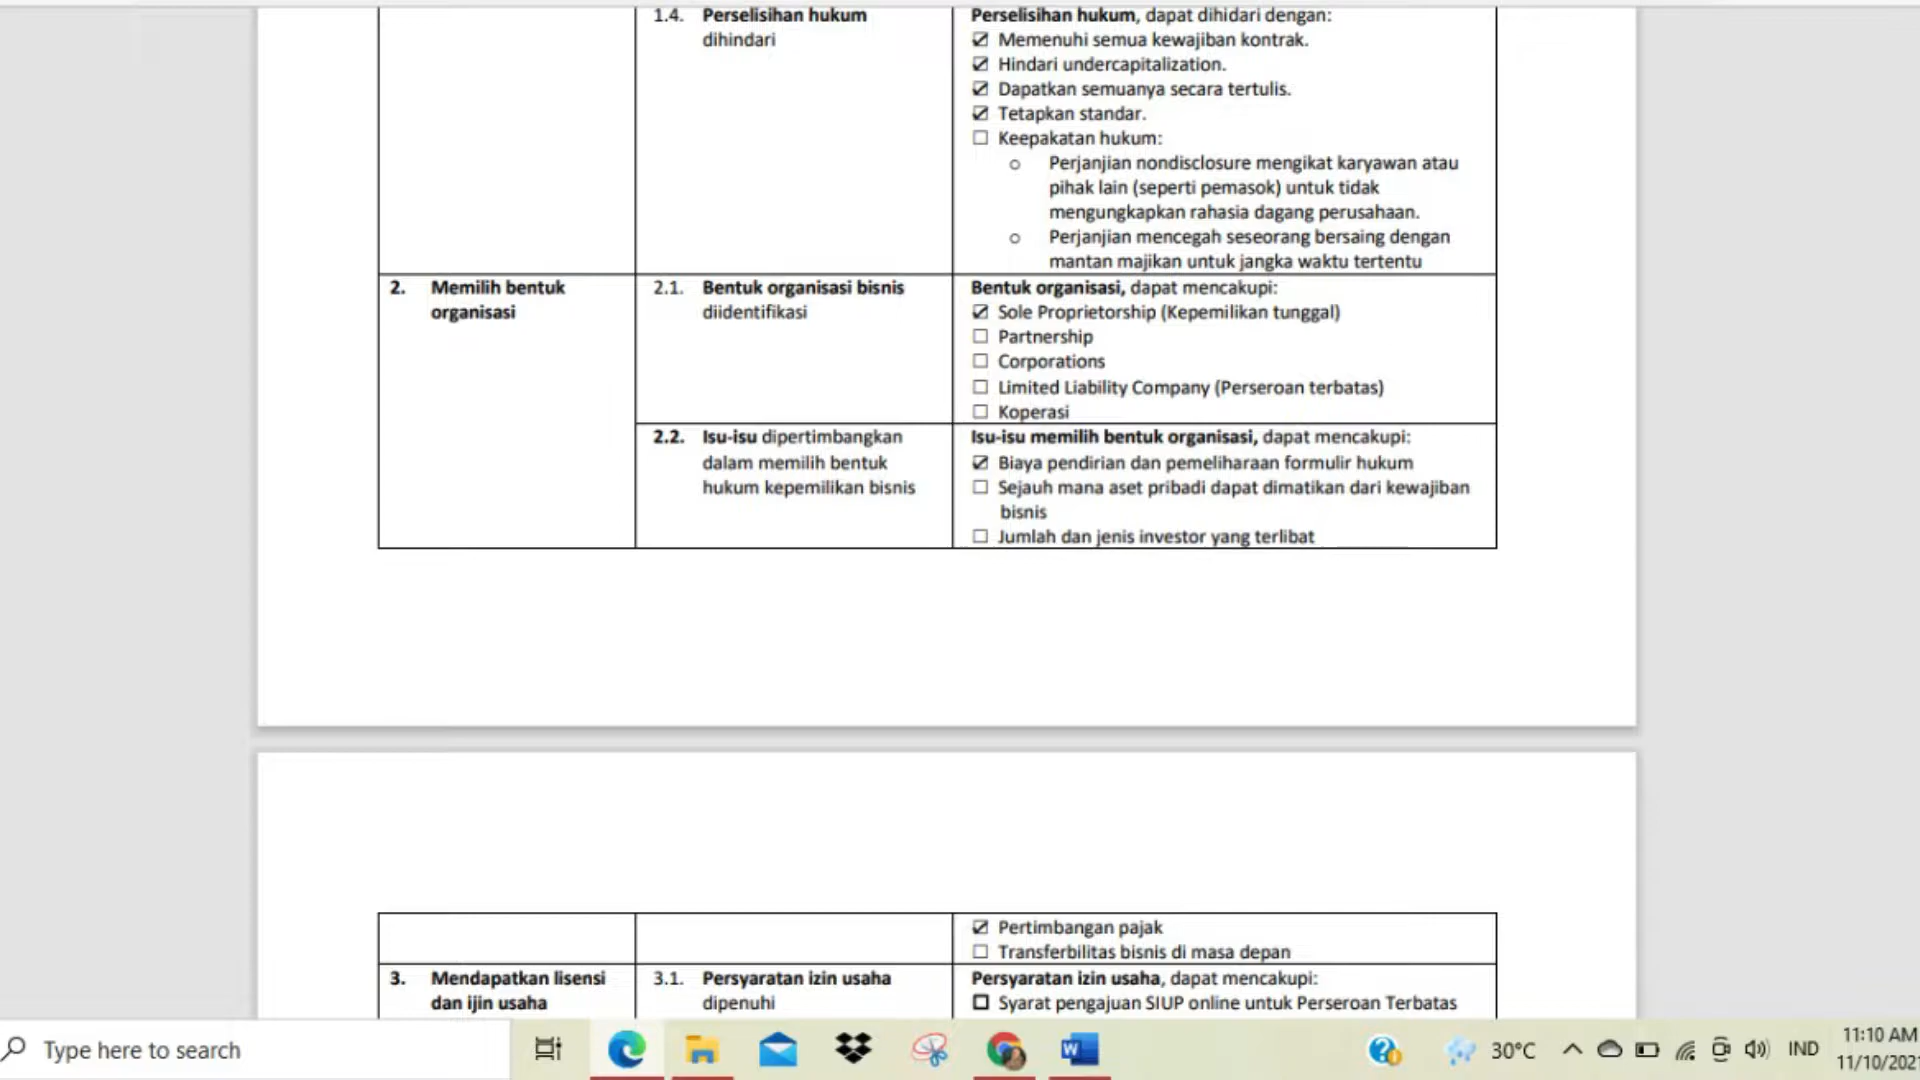 1.4. Perselisihan hukum
dihindari
Perselisihan hukum, dapat dihidari dengan:
☑ Memenuhi semua kewajiban kontrak.
☑ Hindari undercapitalization.
☑ Dapatkan semuanya secara tertulis.
☑ Tetapkan standar.
☐ Keepakatan hukum:
o Perjanjian nondisclosure mengikat karyawan atau
pihak lain (seperti pemasok) untuk tidak
mengungkapkan rahasia dagang perusahaan.
o Perjanjian mencegah seseorang bersaing dengan
mantan majikan untuk jangka waktu tertentu
2. Memilih bentuk
organisasi
2.1. Bentuk organisasi bisnis
diidentifikasi
Bentuk organisasi, dapat mencakupi:
☑ Sole Proprietorship (Kepemilikan tunggal)
☐ Partnership
☐ Corporations
☐ Limited Liability Company (Perseroan terbatas)
☐ Koperasi
2.2. Isu-isu dipertimbangkan
dalam memilih bentuk
hukum kepemilikan bisnis
Isu-isu memilih bentuk organisasi, dapat mencakupi:
☑ Biaya pendirian dan pemeliharaan formulir hukum
☐ Sejauh mana aset pribadi dapat dimatikan dari kewajiban
bisnis
☐ Jumlah dan jenis investor yang terlibat
☑ Pertimbangan pajak
☐ Transferbilitas bisnis di masa depan
3. Mendapatkan lisensi
dan ijin usaha
3.1. Persyaratan izin usaha
dipenuhi
Persyaratan izin usaha, dapat mencakupi:
☐ Syarat pengajuan SIUP online untuk Perseroan Terbatas
Type here to search
30°C
IND
11:10 AM
11/10/202